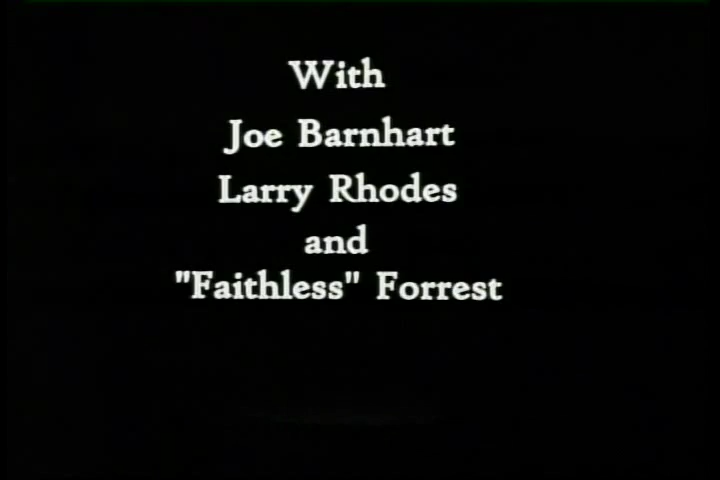 With
Joe Barnhart
Larry Rhodes
and
"Faithless" Forrest